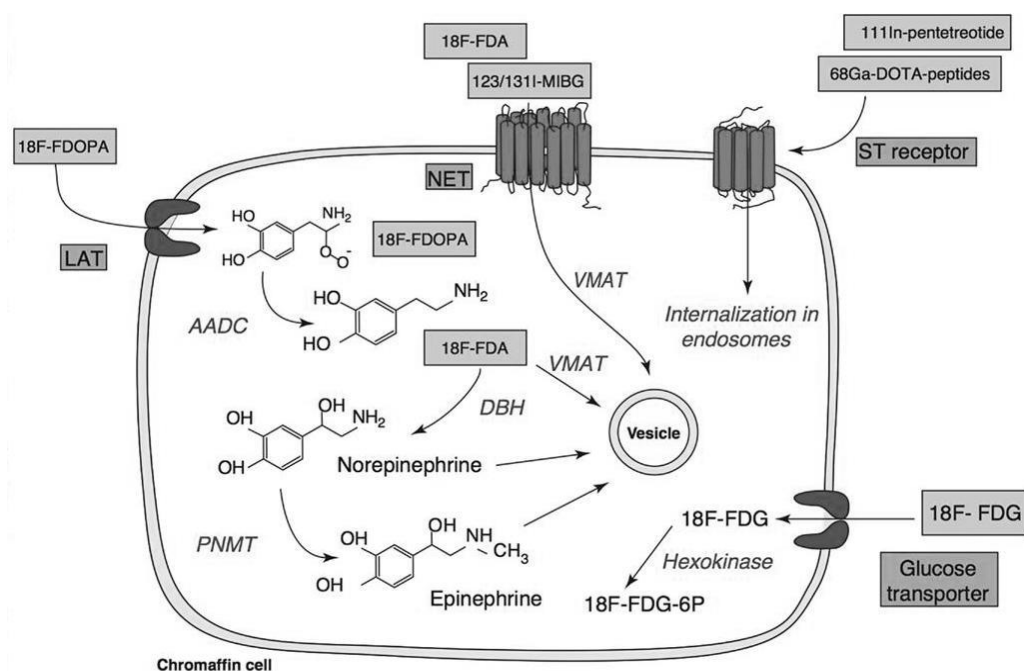 18F-FDA
123/131I-MIBG
111In-pentetreotide
68Ga-DOTA-peptides
18F-FDOPA
NET
ST receptor
LAT
HO
NH2
HO
O
O-
18F-FDOPA
AADC
HO
NH2
HO
18F-FDA
VMAT
VMAT
Internalization in
endosomes
DBH
OH
OH
NH2
OH
Norepinephrine
Vesicle
PNMT
OH
OH
NH
CH3
OH
Epinephrine
18F-FDG
Hexokinase
18F-FDG-6P
18F- FDG
Glucose
transporter
Chromaffin cell